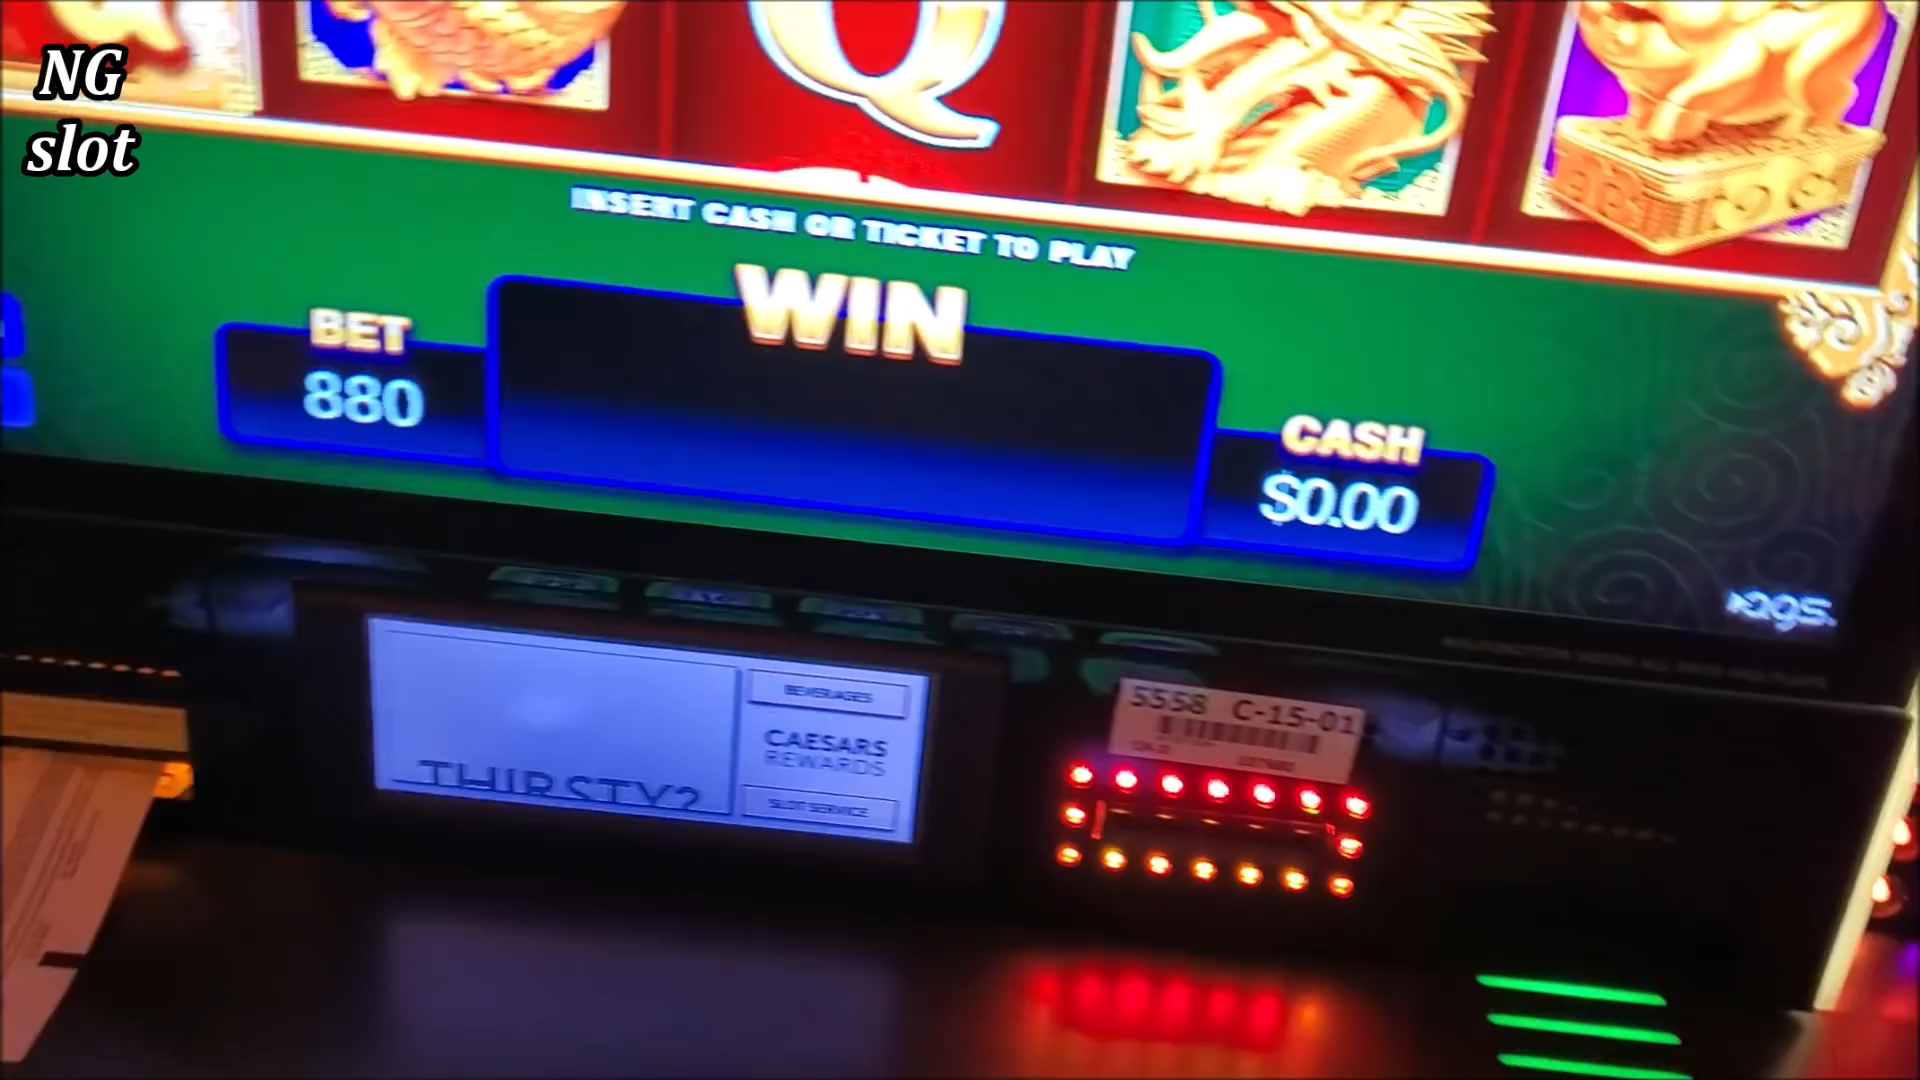 NG
slot
Q
INSERT CASH OR TICKET TO PLAY
WIN
BET
880
CASH
$0.00
ags.
BEVERAGES
CAESARS
REWARDS
THIRSTY?
SLOT SERVICE
5558 C-15-01